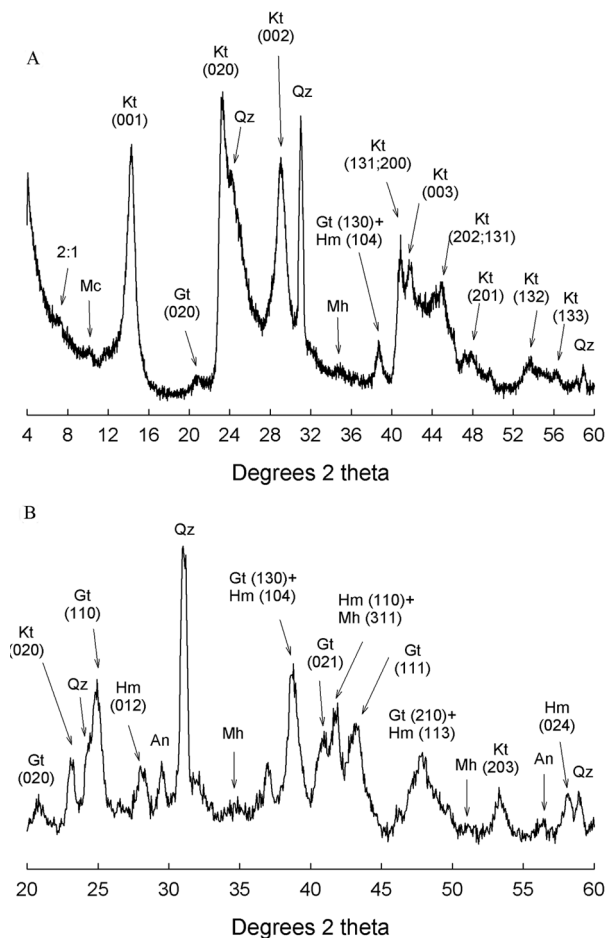 A
Kt
(001)
Kt
(020)
Qz
Kt
(002)
Qz
Kt
(131;200)
Kt
(003)
Kt
(202;131)
Gt (130)+
Hm (104)
2:1
Mc
Gt
(020)
Mh
Kt
(201)
Kt
(132)
Kt
(133)
Qz
4 8 12 16 20 24 28 32 36 40 44 48 52 56 60
Degrees 2 theta
B
Qz
Gt (130)+
Hm (104)
Gt
(110)
Kt
(020)
Qz
Hm
(012)
An
Gt
(020)
Mh
Gt
(021)
Hm (110)+
Mh (311)
Gt
(111)
Gt (210)+
Hm (113)
Mh
Kt
(203)
An
Hm
(024)
Qz
20 25 30 35 40 45 50 55 60
Degrees 2 theta